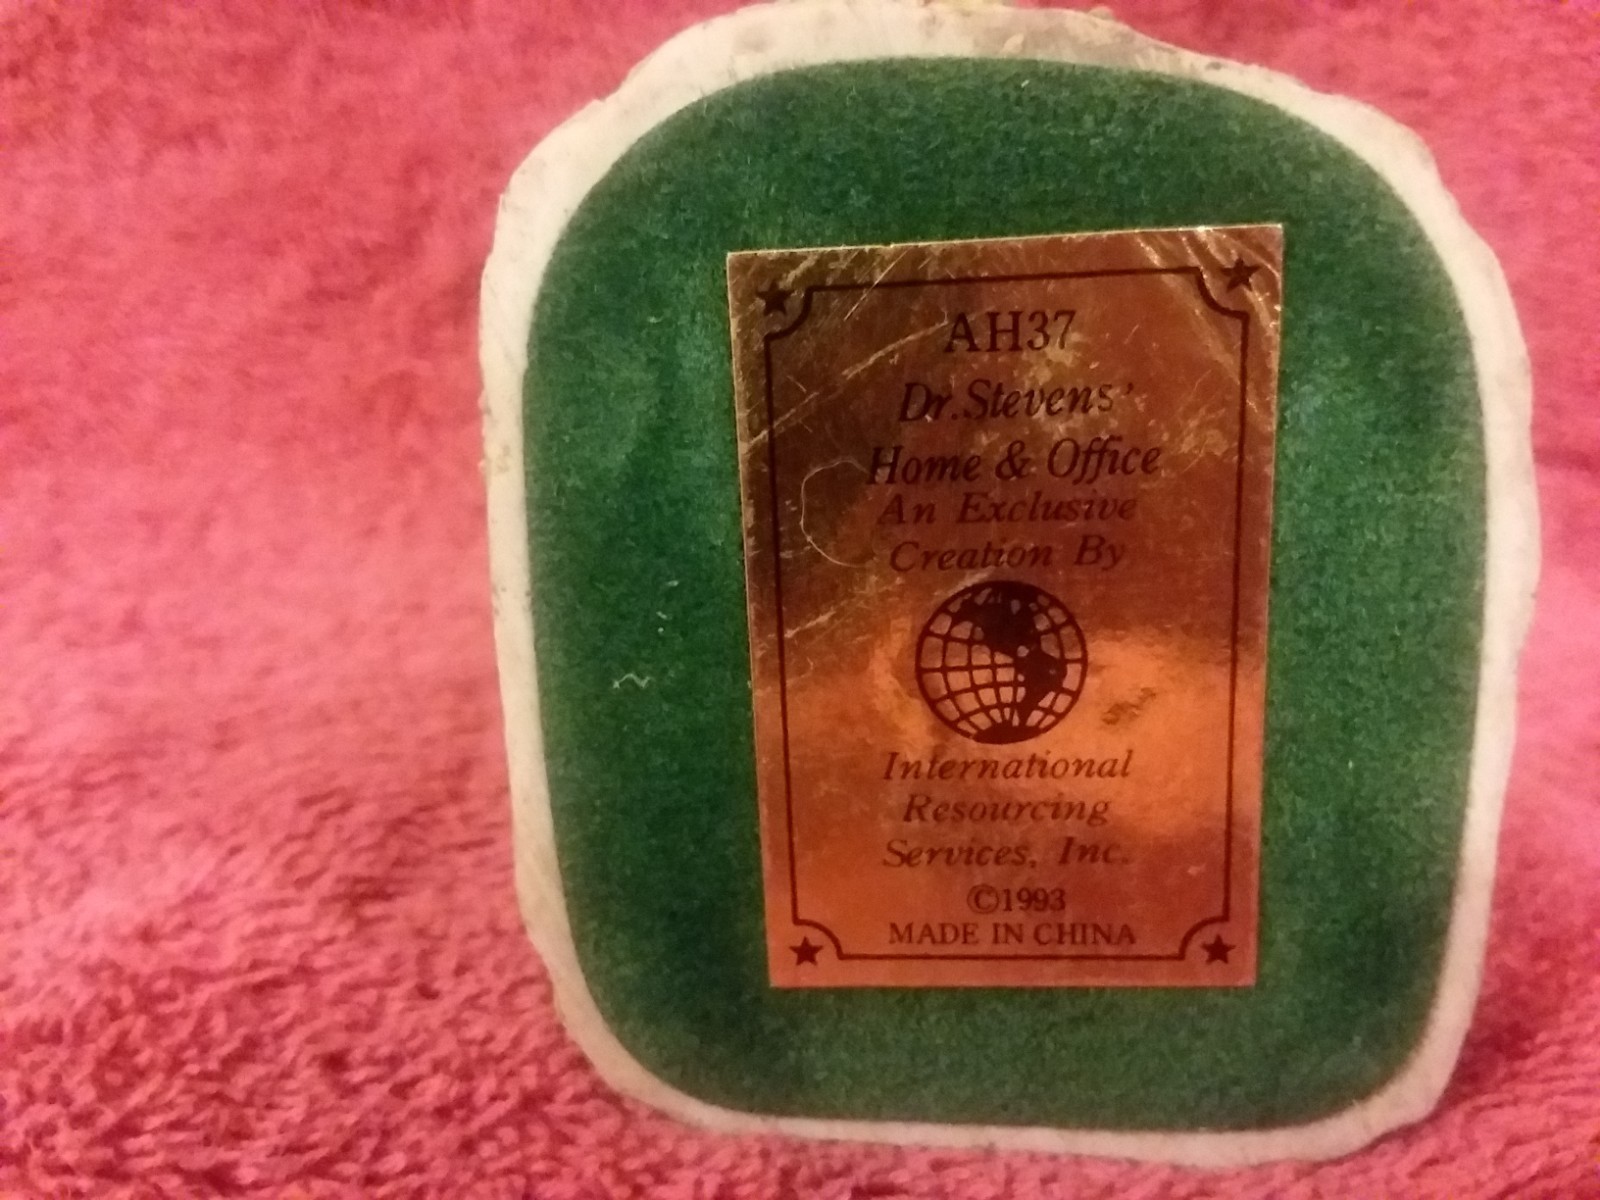 AH37
Dr.Stevens'
Home & Office
An Exclusive
Creation By
International
Resourcing
Services, Inc.
©1993
MADE IN CHINA